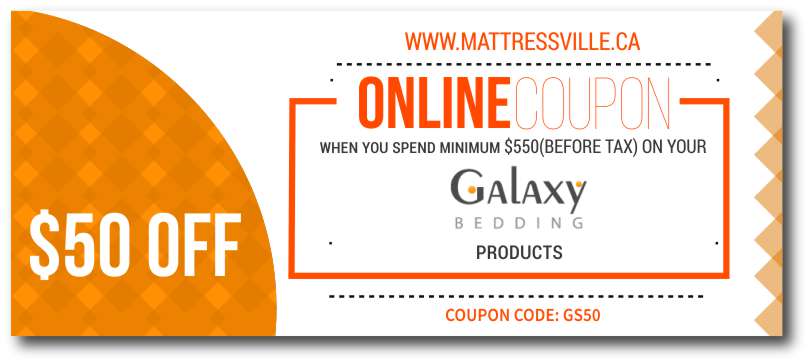 WWW.MATTRESSVILLE.CA
ONLINECOUPON
WHEN YOU SPEND MINIMUM $550(BEFORE TAX) ON YOUR
GALAXY
BEDDING
PRODUCTS
$50 OFF
COUPON CODE: GS50